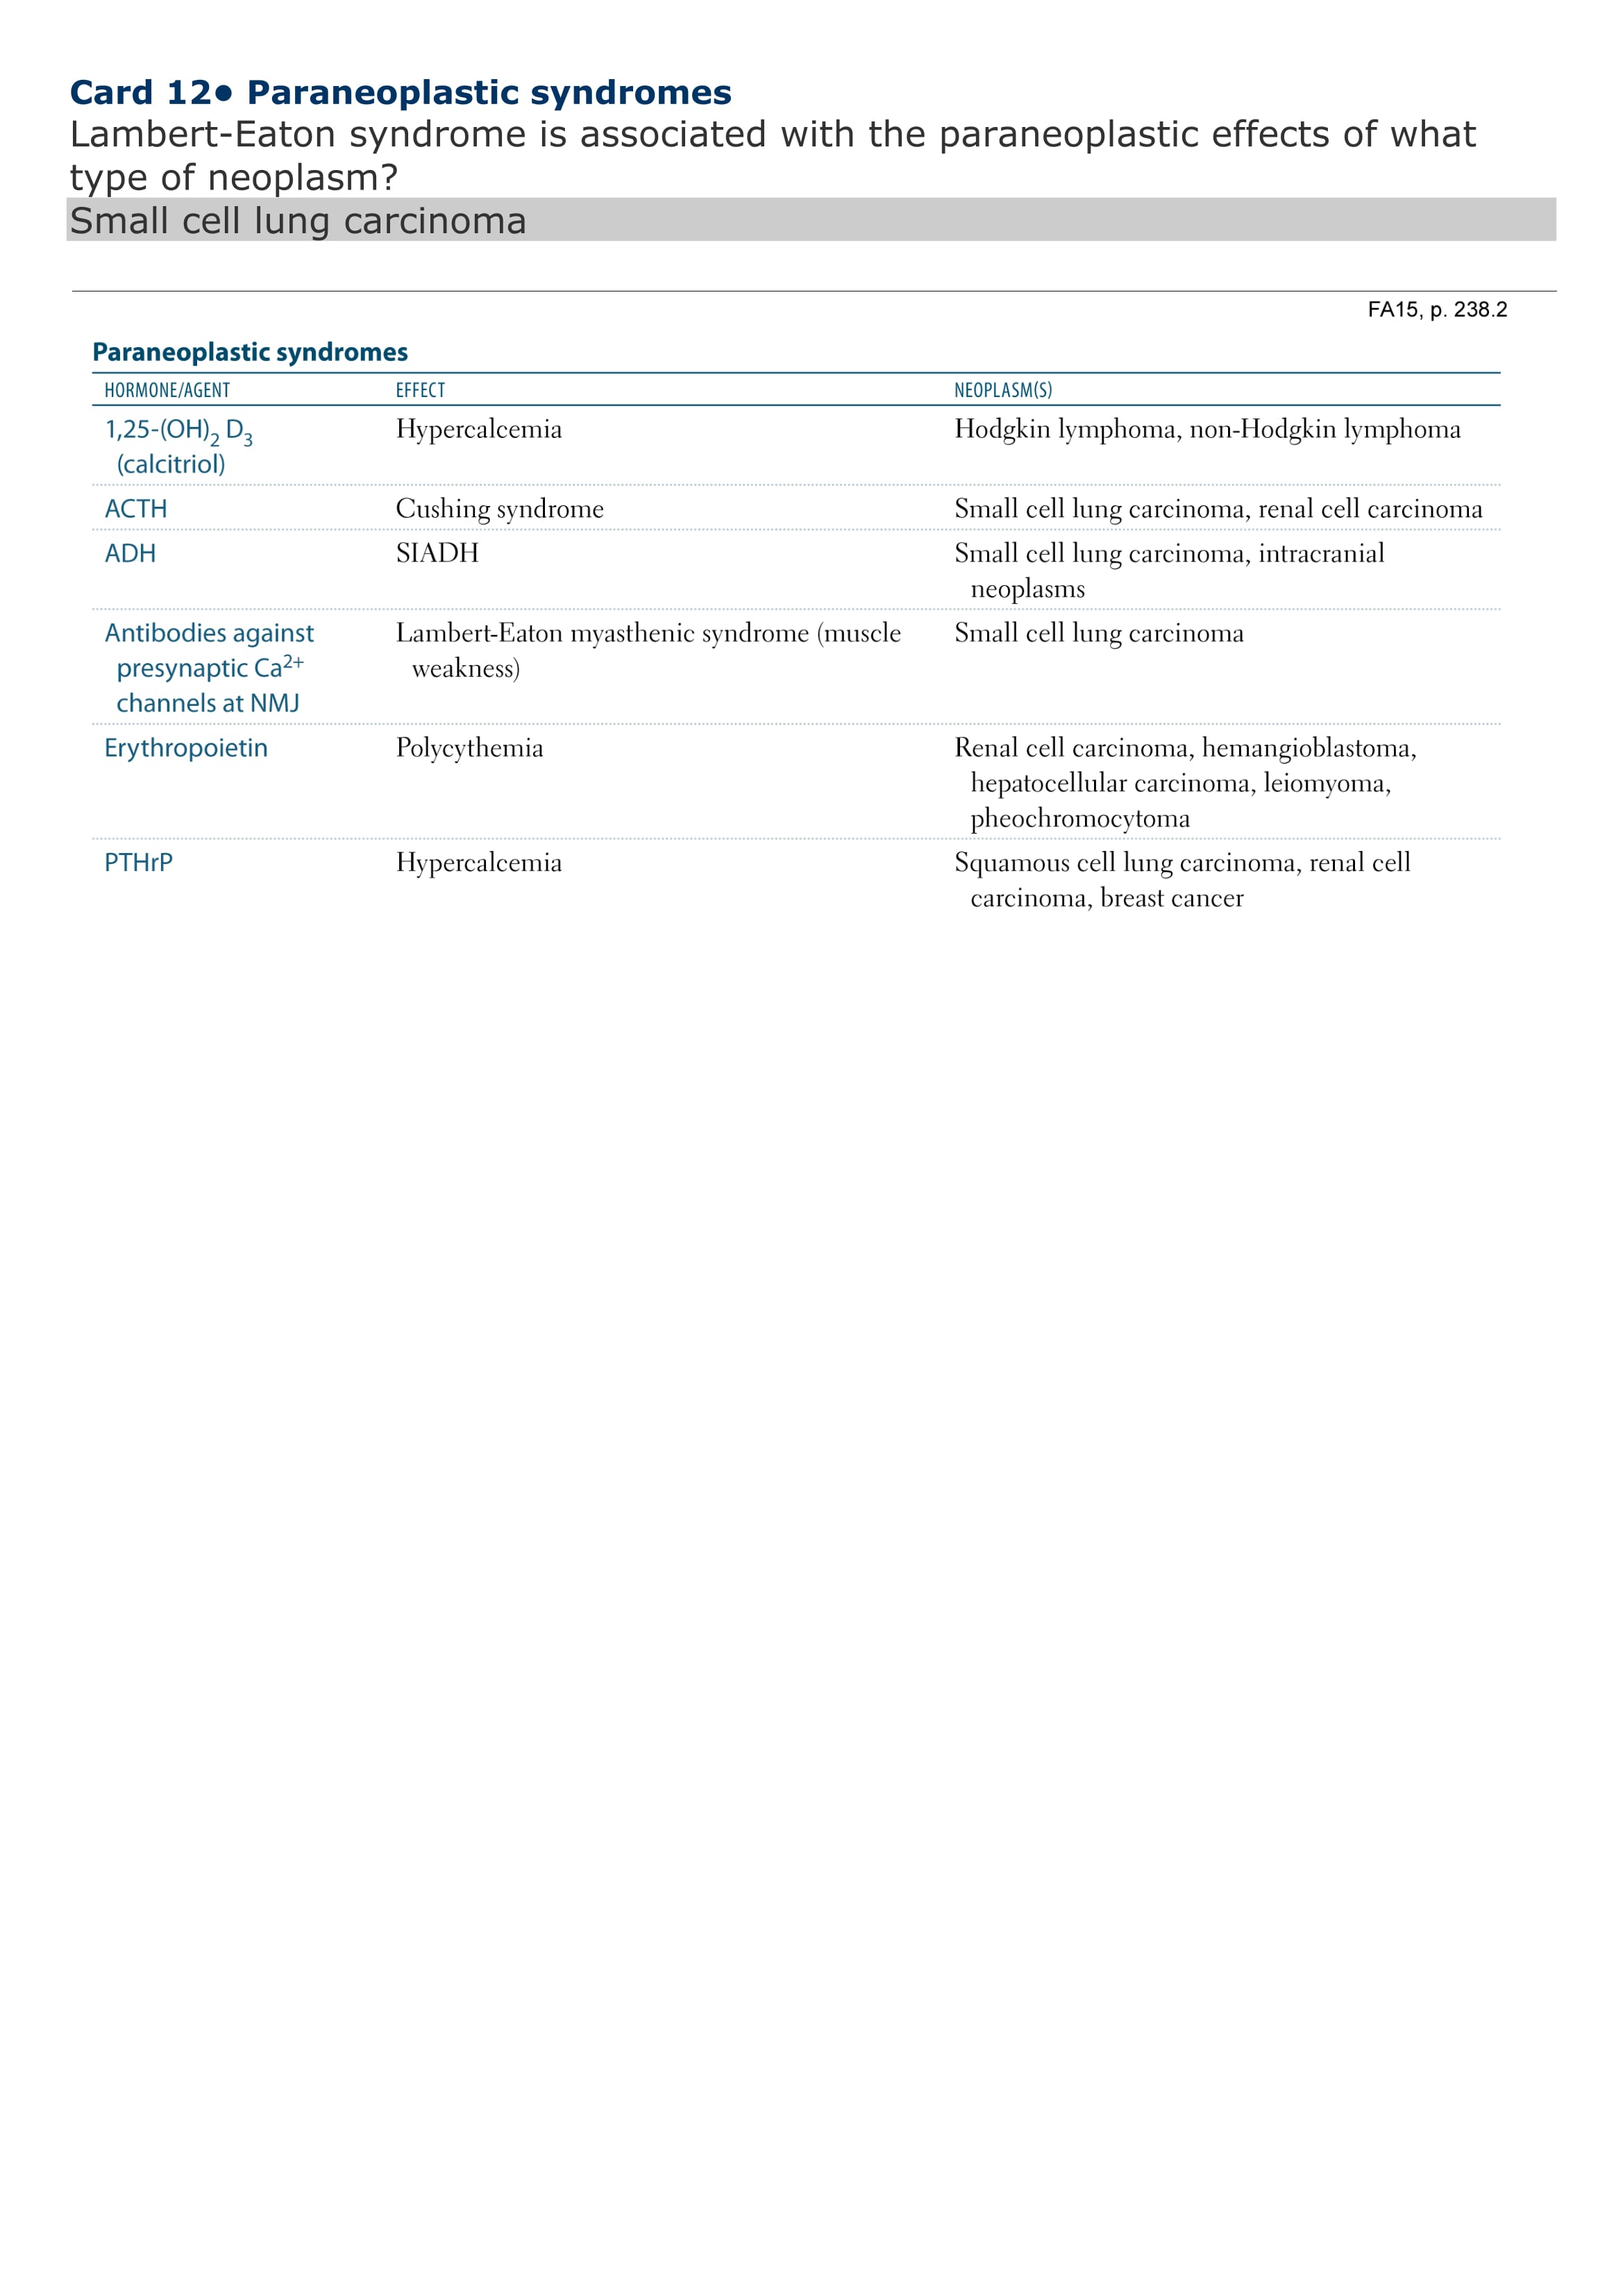 Card 12● Paraneoplastic syndromes
Lambert-Eaton syndrome is associated with the paraneoplastic effects of what
type of neoplasm?
Small cell lung carcinoma
FA15, p. 238.2
Paraneoplastic syndromes
HORMONE/AGENT EFFECT NEOPLASM(S)
1,25-(OH)₂ D₃ Hypercalcemia Hodgkin lymphoma, non-Hodgkin lymphoma
(calcitriol)
ACTH Cushing syndrome Small cell lung carcinoma, renal cell carcinoma
ADH SIADH Small cell lung carcinoma, intracranial
neoplasms
Antibodies against Lambert-Eaton myasthenic syndrome (muscle Small cell lung carcinoma
presynaptic Ca²⁺ weakness)
channels at NMJ
Erythropoietin Polycythemia Renal cell carcinoma, hemangioblastoma,
hepatocellular carcinoma, leiomyoma,
pheochromocytoma
PTHrP Hypercalcemia Squamous cell lung carcinoma, renal cell
carcinoma, breast cancer